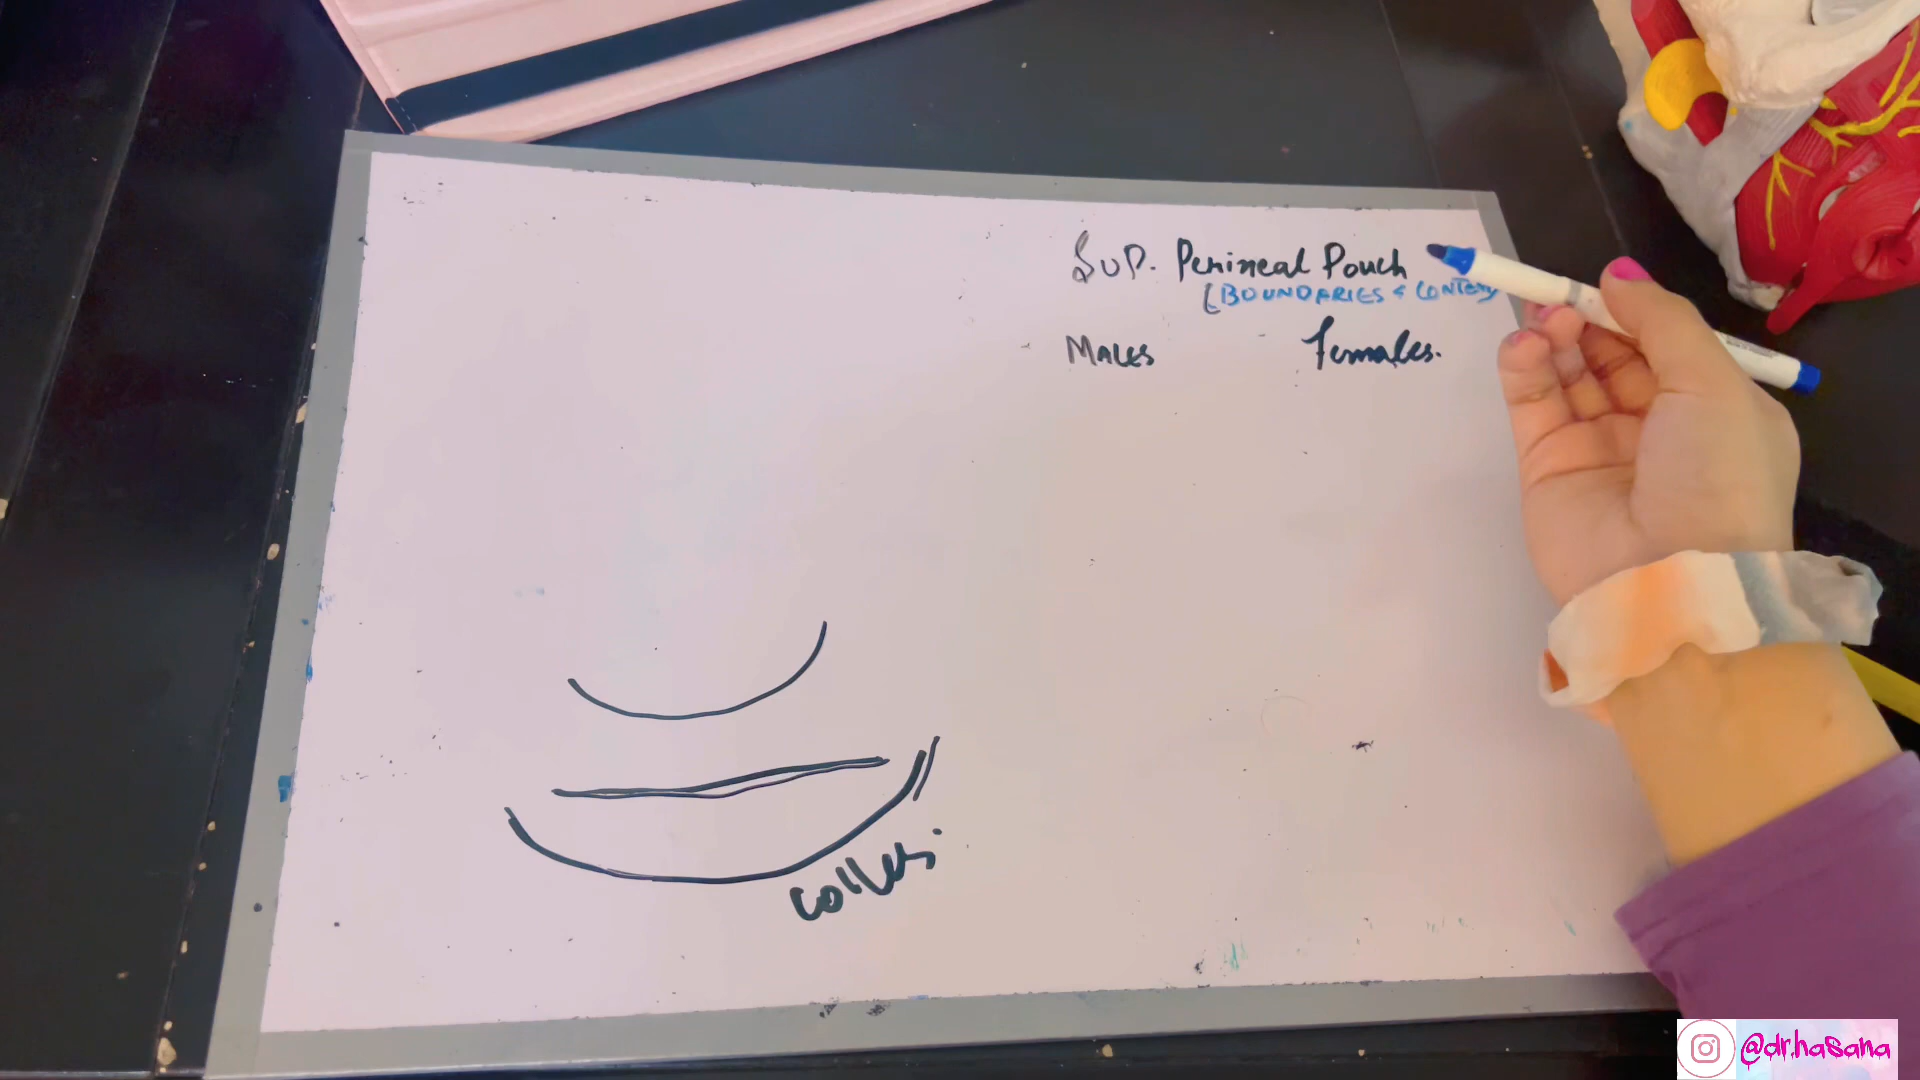 Sup. Perineal Pouch
(BOUNDARIES & CONTENTS
MALES Females.
colles
@dr.hasana